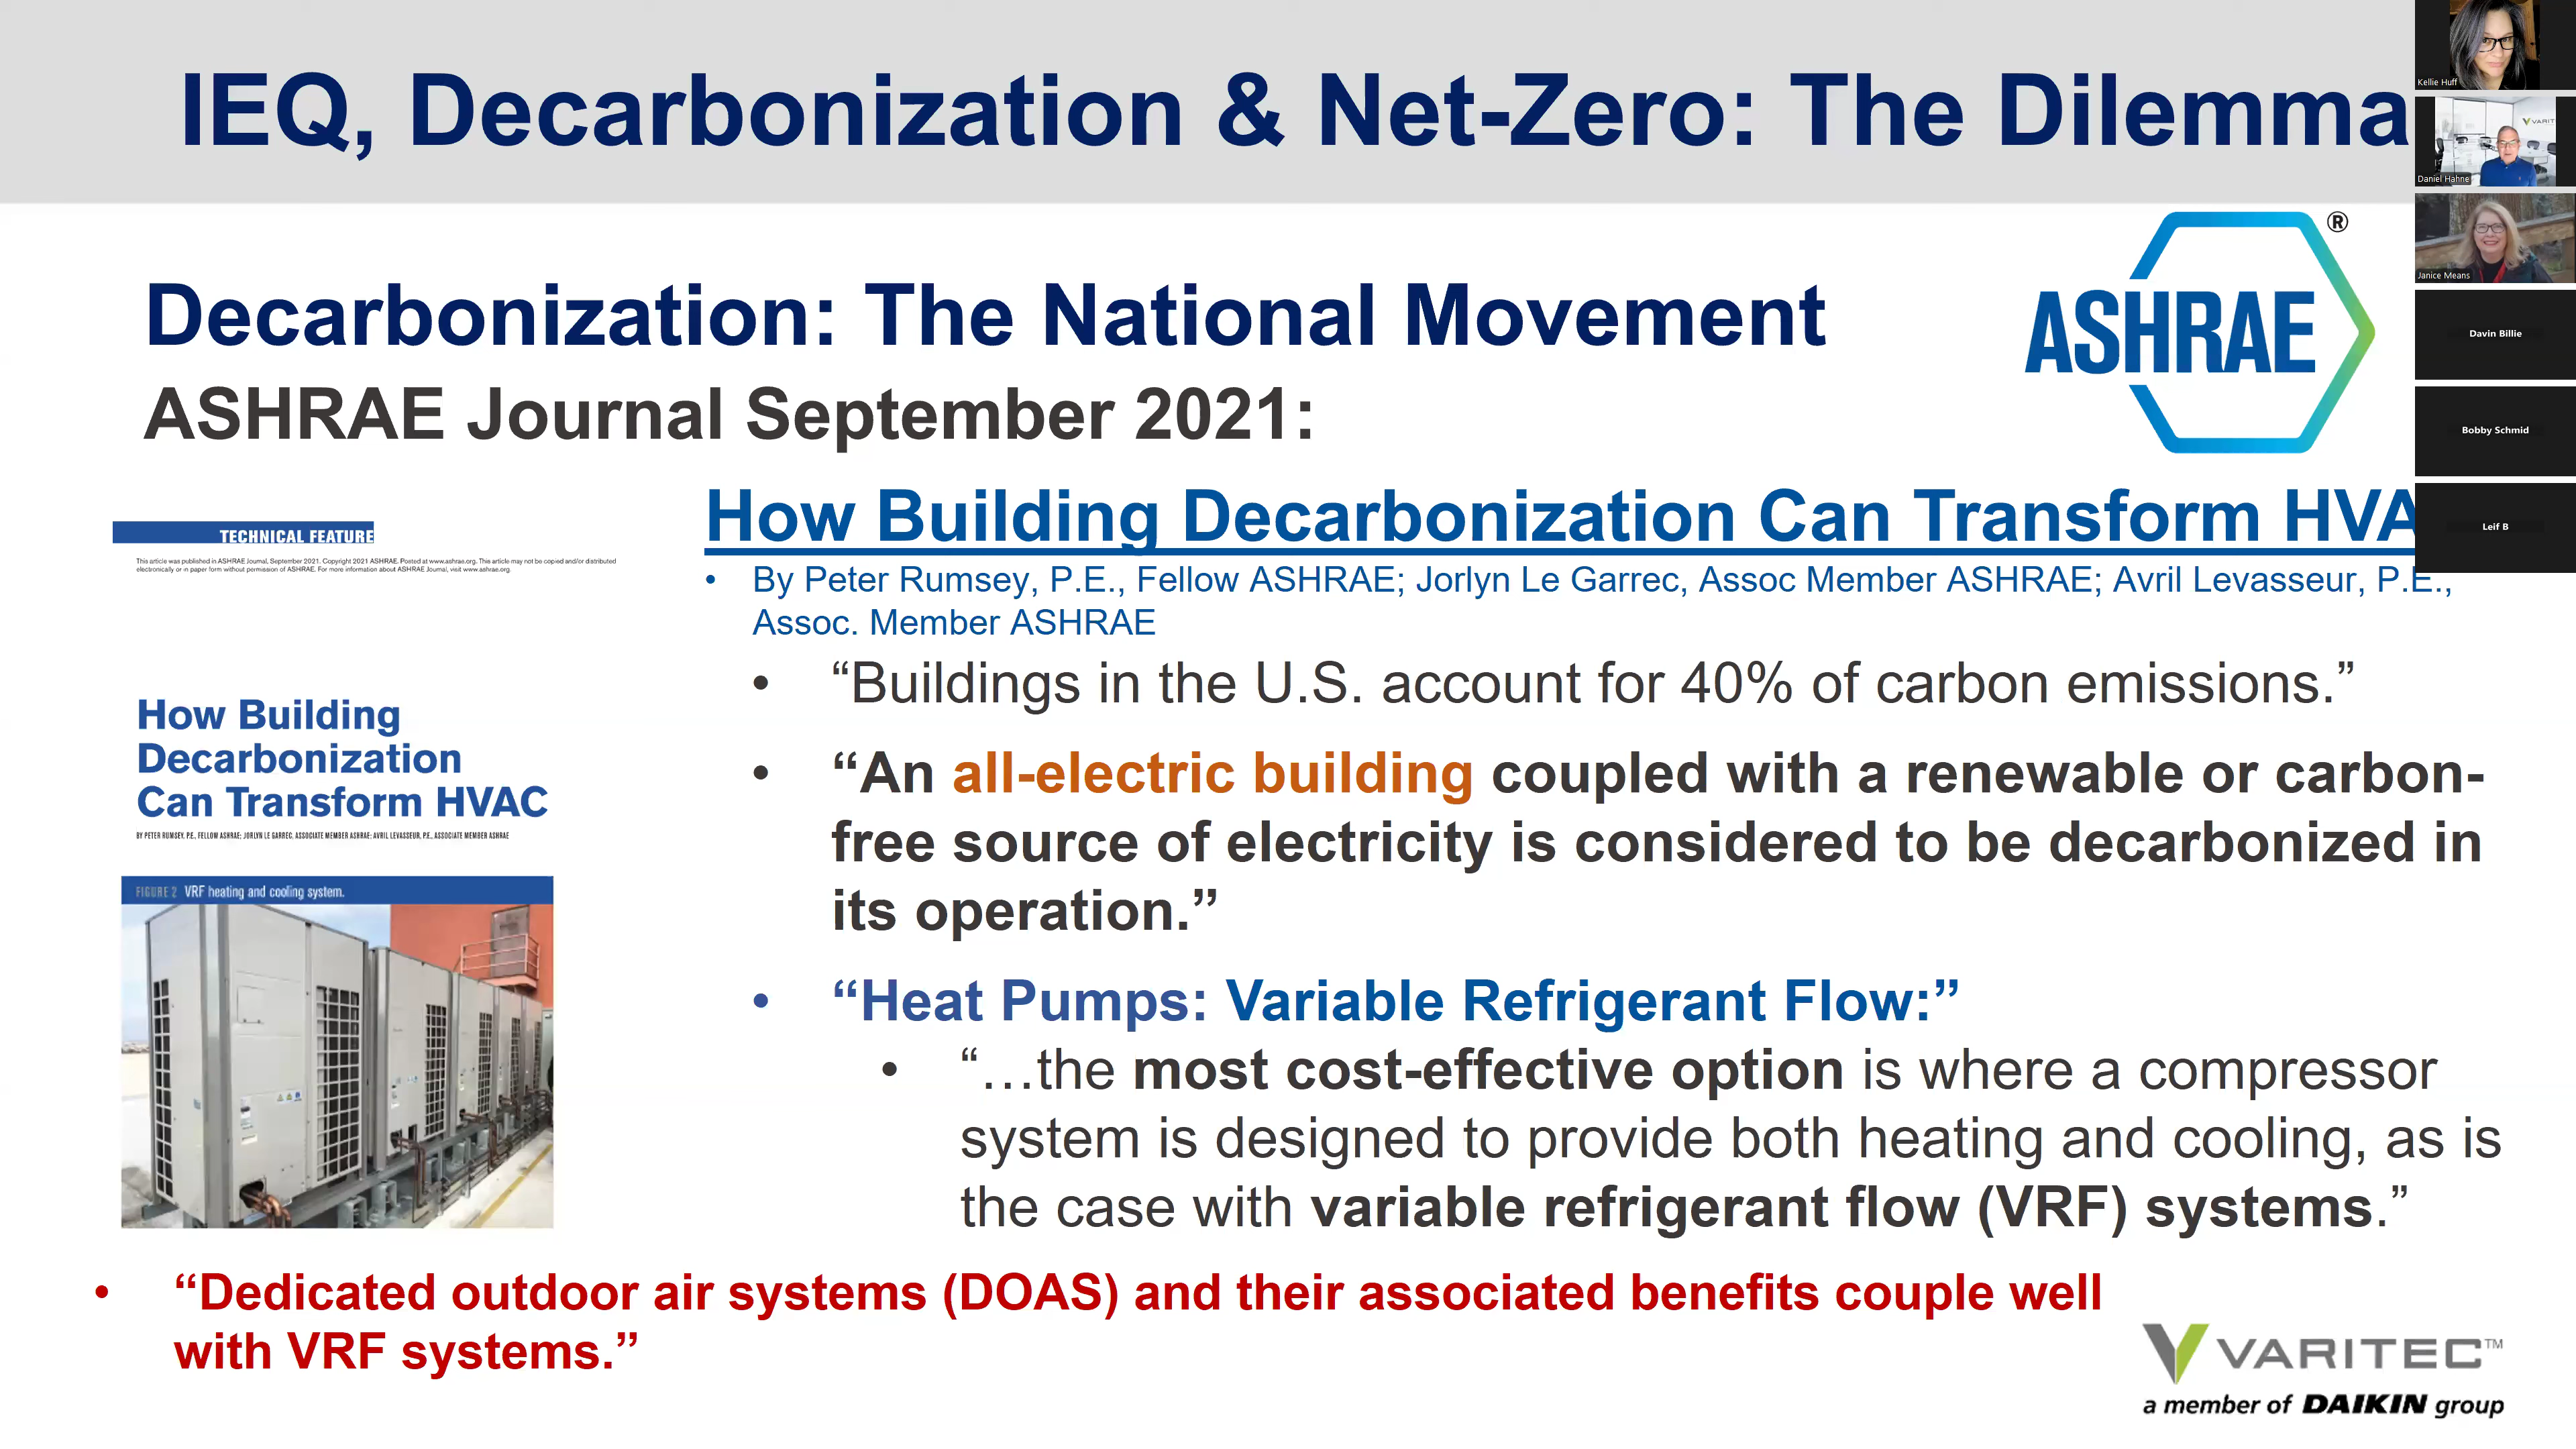 IEQ, Decarbonization & Net-Zero: The Dilemma
Decarbonization: The National Movement
ASHRAE Journal September 2021:
®
ASHRAE
TECHNICAL FEATURE
This article was published in ASHRAE Journal, September 2021. Copyright 2021 ASHRAE. Posted at www.ashrae.org. This article may not be copied and/or distributed
electronically or in paper form without permission of ASHRAE. For more information about ASHRAE Journal, visit www.ashrae.org.
How Building
Decarbonization
Can Transform HVAC
BY PETER RUMSEY, P.E., FELLOW ASHRAE; JORLYN LE GARREC, ASSOCIATE MEMBER ASHRAE; AVRIL LEVASSEUR, P.E., ASSOCIATE MEMBER ASHRAE
FIGURE 2 VRF heating and cooling system.
How Building Decarbonization Can Transform HVA
• By Peter Rumsey, P.E., Fellow ASHRAE; Jorlyn Le Garrec, Assoc Member ASHRAE; Avril Levasseur, P.E.,
Assoc. Member ASHRAE
• “Buildings in the U.S. account for 40% of carbon emissions.”
• “An all-electric building coupled with a renewable or carbon-
free source of electricity is considered to be decarbonized in
its operation.”
• “Heat Pumps: Variable Refrigerant Flow:”
• “…the most cost-effective option is where a compressor
system is designed to provide both heating and cooling, as is
the case with variable refrigerant flow (VRF) systems.”
• “Dedicated outdoor air systems (DOAS) and their associated benefits couple well
with VRF systems.”
VARITEC™
a member of DAIKIN group
Kellie Huff
VARIT
Daniel Hahne
Janice Means
Davin Billie
Bobby Schmid
Leif B